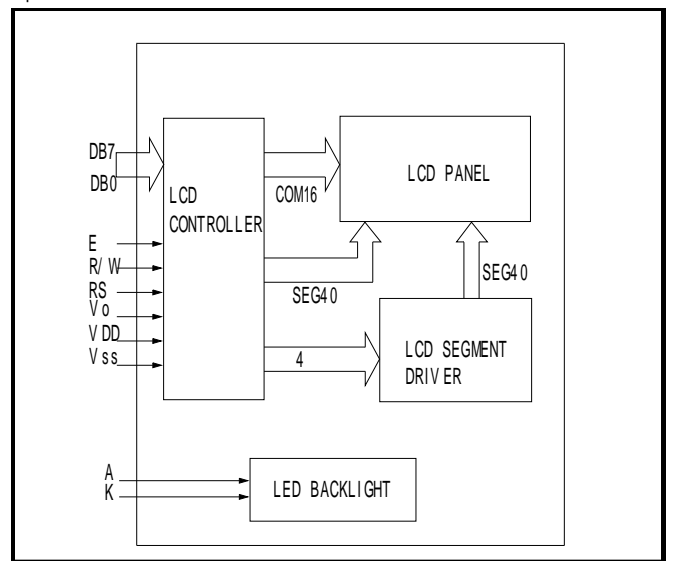 DB7
DB0
LCD
CONTROLLER
COM16
LCD PANEL
E
R/W
RS
Vo
VDD
Vss
SEG40
SEG40
4
LCD SEGMENT
DRIVER
A
K
LED BACKLIGHT